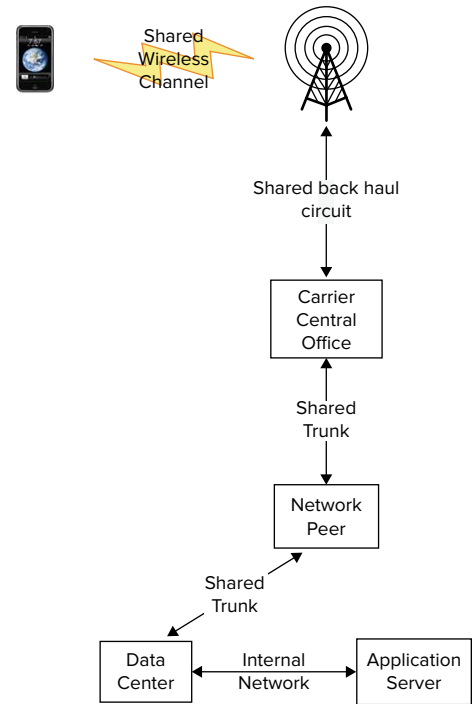 Shared
Wireless
Channel
Shared back haul
circuit
Carrier
Central
Office
Shared
Trunk
Network
Peer
Shared
Trunk
Data
Center
Internal
Network
Application
Server